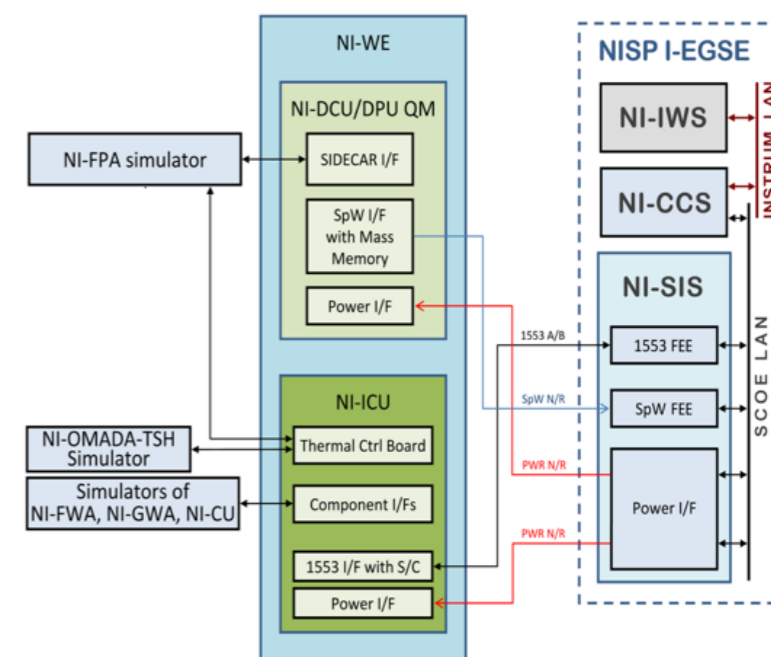 NI-WE
NISP I-EGSE
NI-DCU/DPU QM
NI-IWS
INSTRUM LAN
NI-FPA simulator
SIDECAR I/F
NI-CCS
SpW I/F
with Mass
Memory
NI-SIS
Power I/F
1553 A/B
1553 FEE
SCOE LAN
NI-ICU
SpW N/R
SpW FEE
NI-OMADA-TSH
Simulator
Thermal Ctrl Board
PWR N/R
Simulators of
NI-FWA, NI-GWA, NI-CU
Component I/Fs
Power I/F
PWR N/R
1553 I/F with S/C
Power I/F